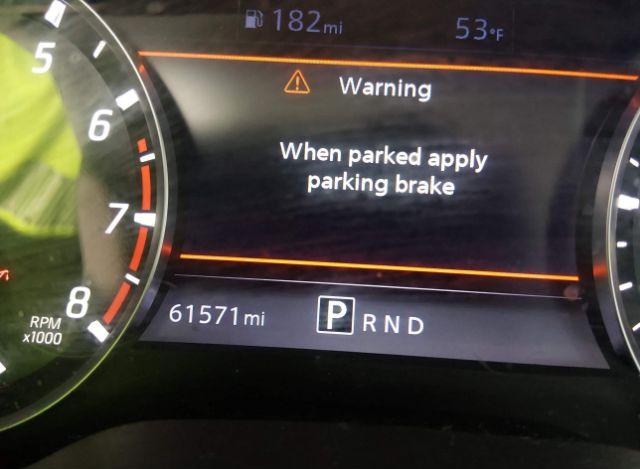 182mi
53°F
5
Warning
6
When parked apply
parking brake
7
8
RPM
x1000
61571mi
P R N D